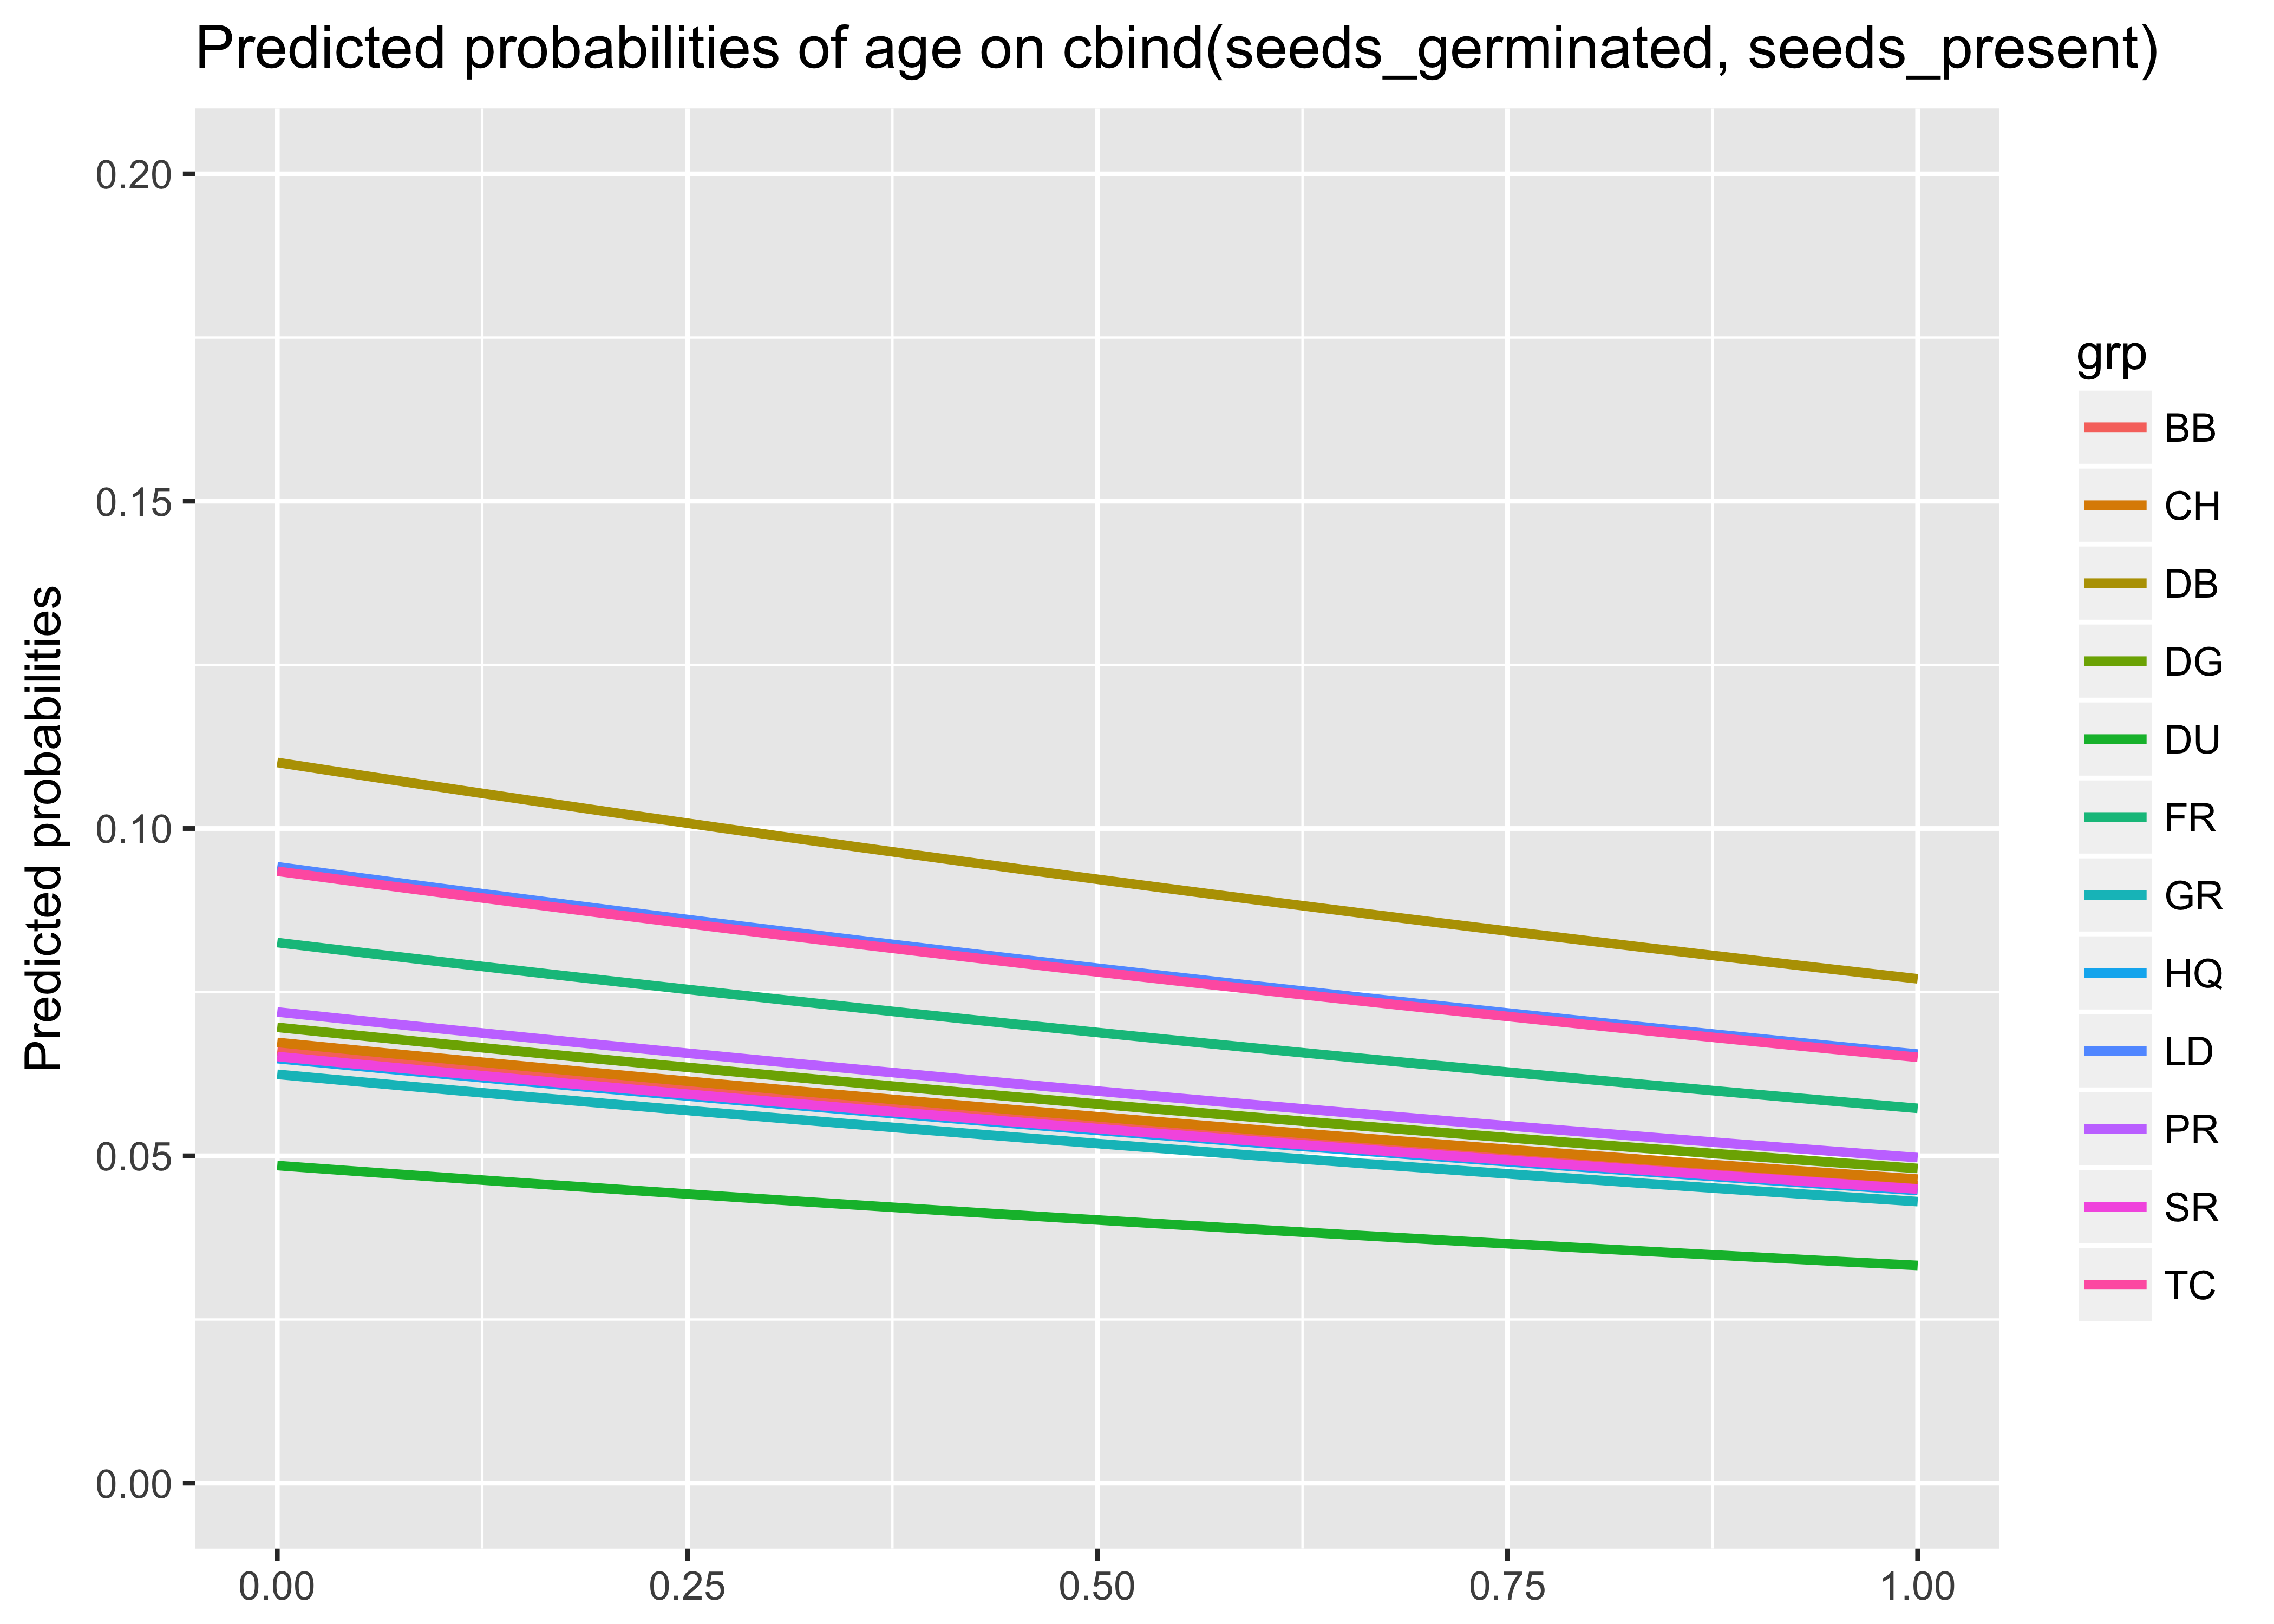 Predicted probabilities of age on cbind(seeds_germinated, seeds_present)
Predicted probabilities
0.20
0.15
0.10
0.05
0.00
0.00
0.25
0.50
0.75
1.00
grp
BB
CH
DB
DG
DU
FR
GR
HQ
LD
PR
SR
TC